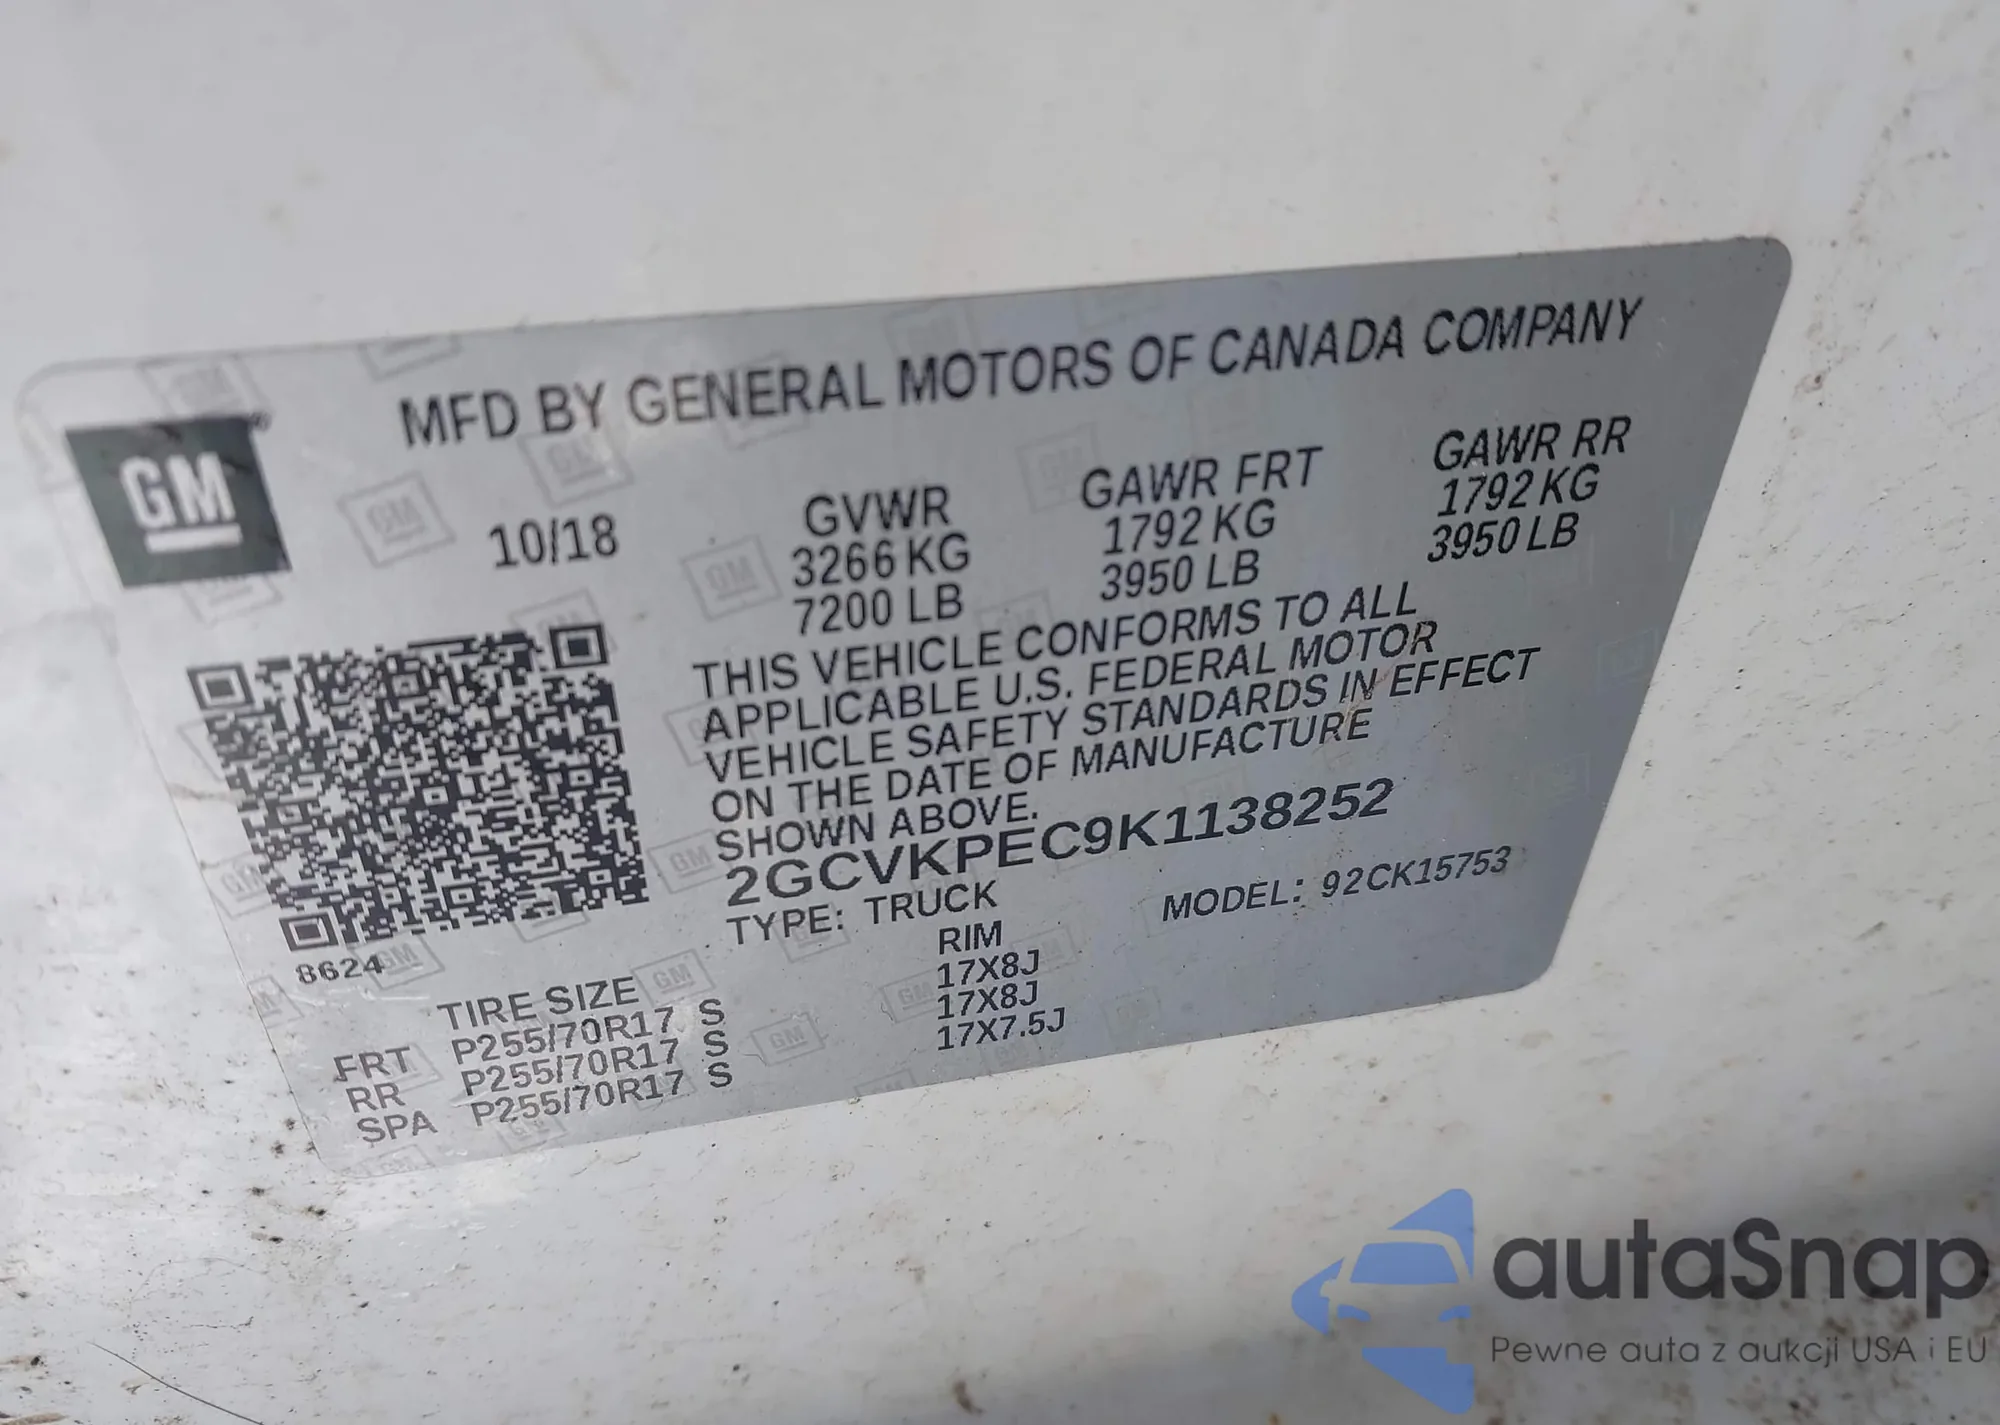 MFD BY GENERAL MOTORS OF CANADA COMPANY
GM
10/18
GVWR GAWR FRT GAWR RR
3266 KG 1792 KG 1792 KG
7200 LB 3950 LB 3950 LB
THIS VEHICLE CONFORMS TO ALL
APPLICABLE U.S. FEDERAL MOTOR
VEHICLE SAFETY STANDARDS IN EFFECT
ON THE DATE OF MANUFACTURE
SHOWN ABOVE.
2GCVKPEC9K1138252
TYPE: TRUCK MODEL: 92CK15753
8624
TIRE SIZE RIM
FRT P255/70R17 S 17X8J
RR P255/70R17 S 17X8J
SPA P255/70R17 S 17X7.5J
autaSnap
Pewne auta z aukcji USA i EU